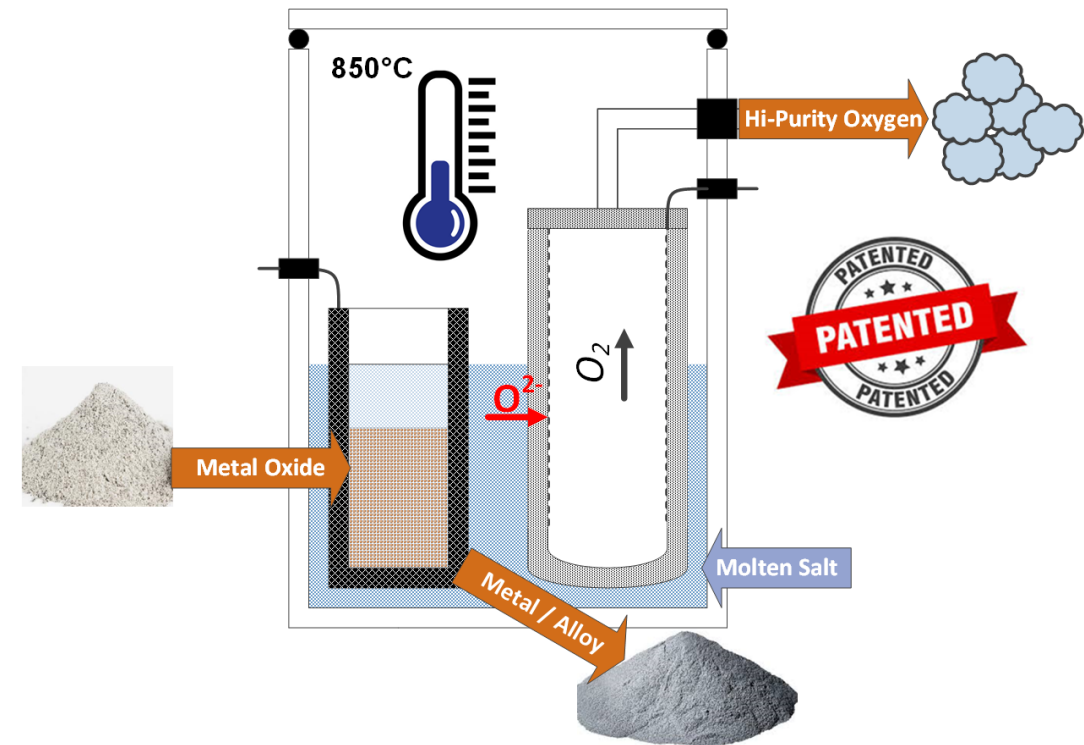 850°C
Hi-Purity Oxygen
PATENTED
PATENTED
PATENTED
O₂
O²⁻
Metal Oxide
Molten Salt
Metal / Alloy